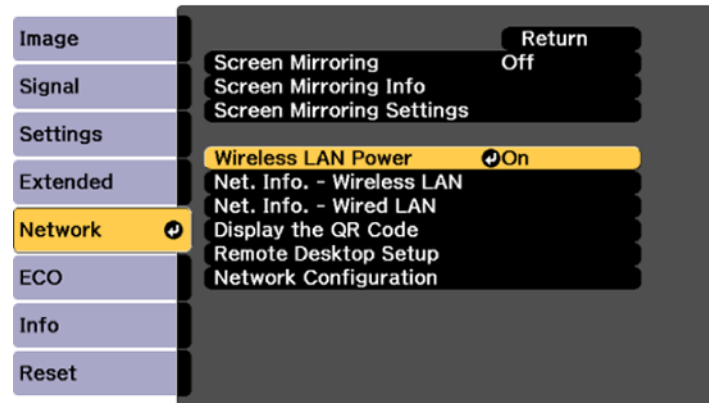 Image
Signal
Settings
Extended
Network
ECO
Info
Reset
Return
Screen Mirroring Off
Screen Mirroring Info
Screen Mirroring Settings
Wireless LAN Power On
Net. Info. - Wireless LAN
Net. Info. - Wired LAN
Display the QR Code
Remote Desktop Setup
Network Configuration